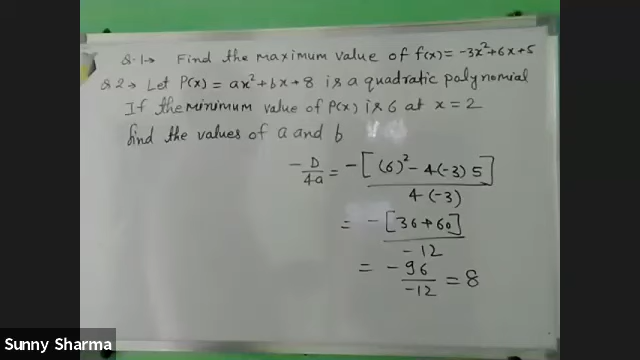 Q.1→ Find the maximum value of f(x) = -3x²+6x+5
Q.2→ Let P(x) = ax²+bx+8 is a quadratic polynomial
If the minimum value of P(x) is 6 at x = 2
find the values of a and b
-D/4a = -[(6)² - 4(-3) 5]/4(-3)
= -[36+60]/-12
= -96/-12 = 8
Sunny Sharma